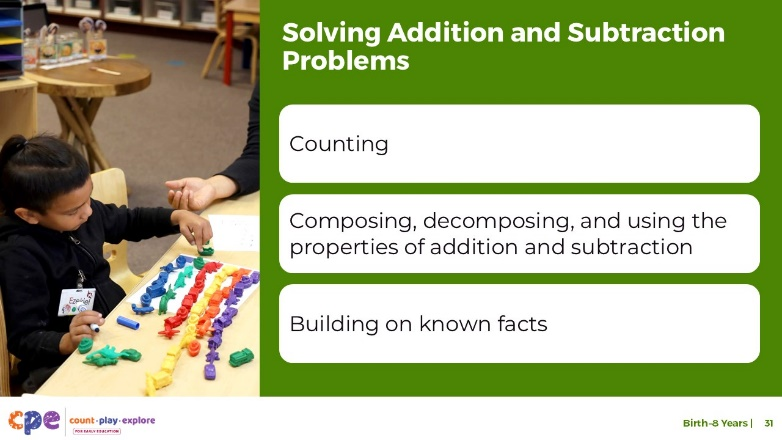 Solving Addition and Subtraction
Problems
Counting
Composing, decomposing, and using the
properties of addition and subtraction
Building on known facts
Ezequiel
cpe
count·play·explore
FOR EARLY EDUCATION
Birth–8 Years | 31